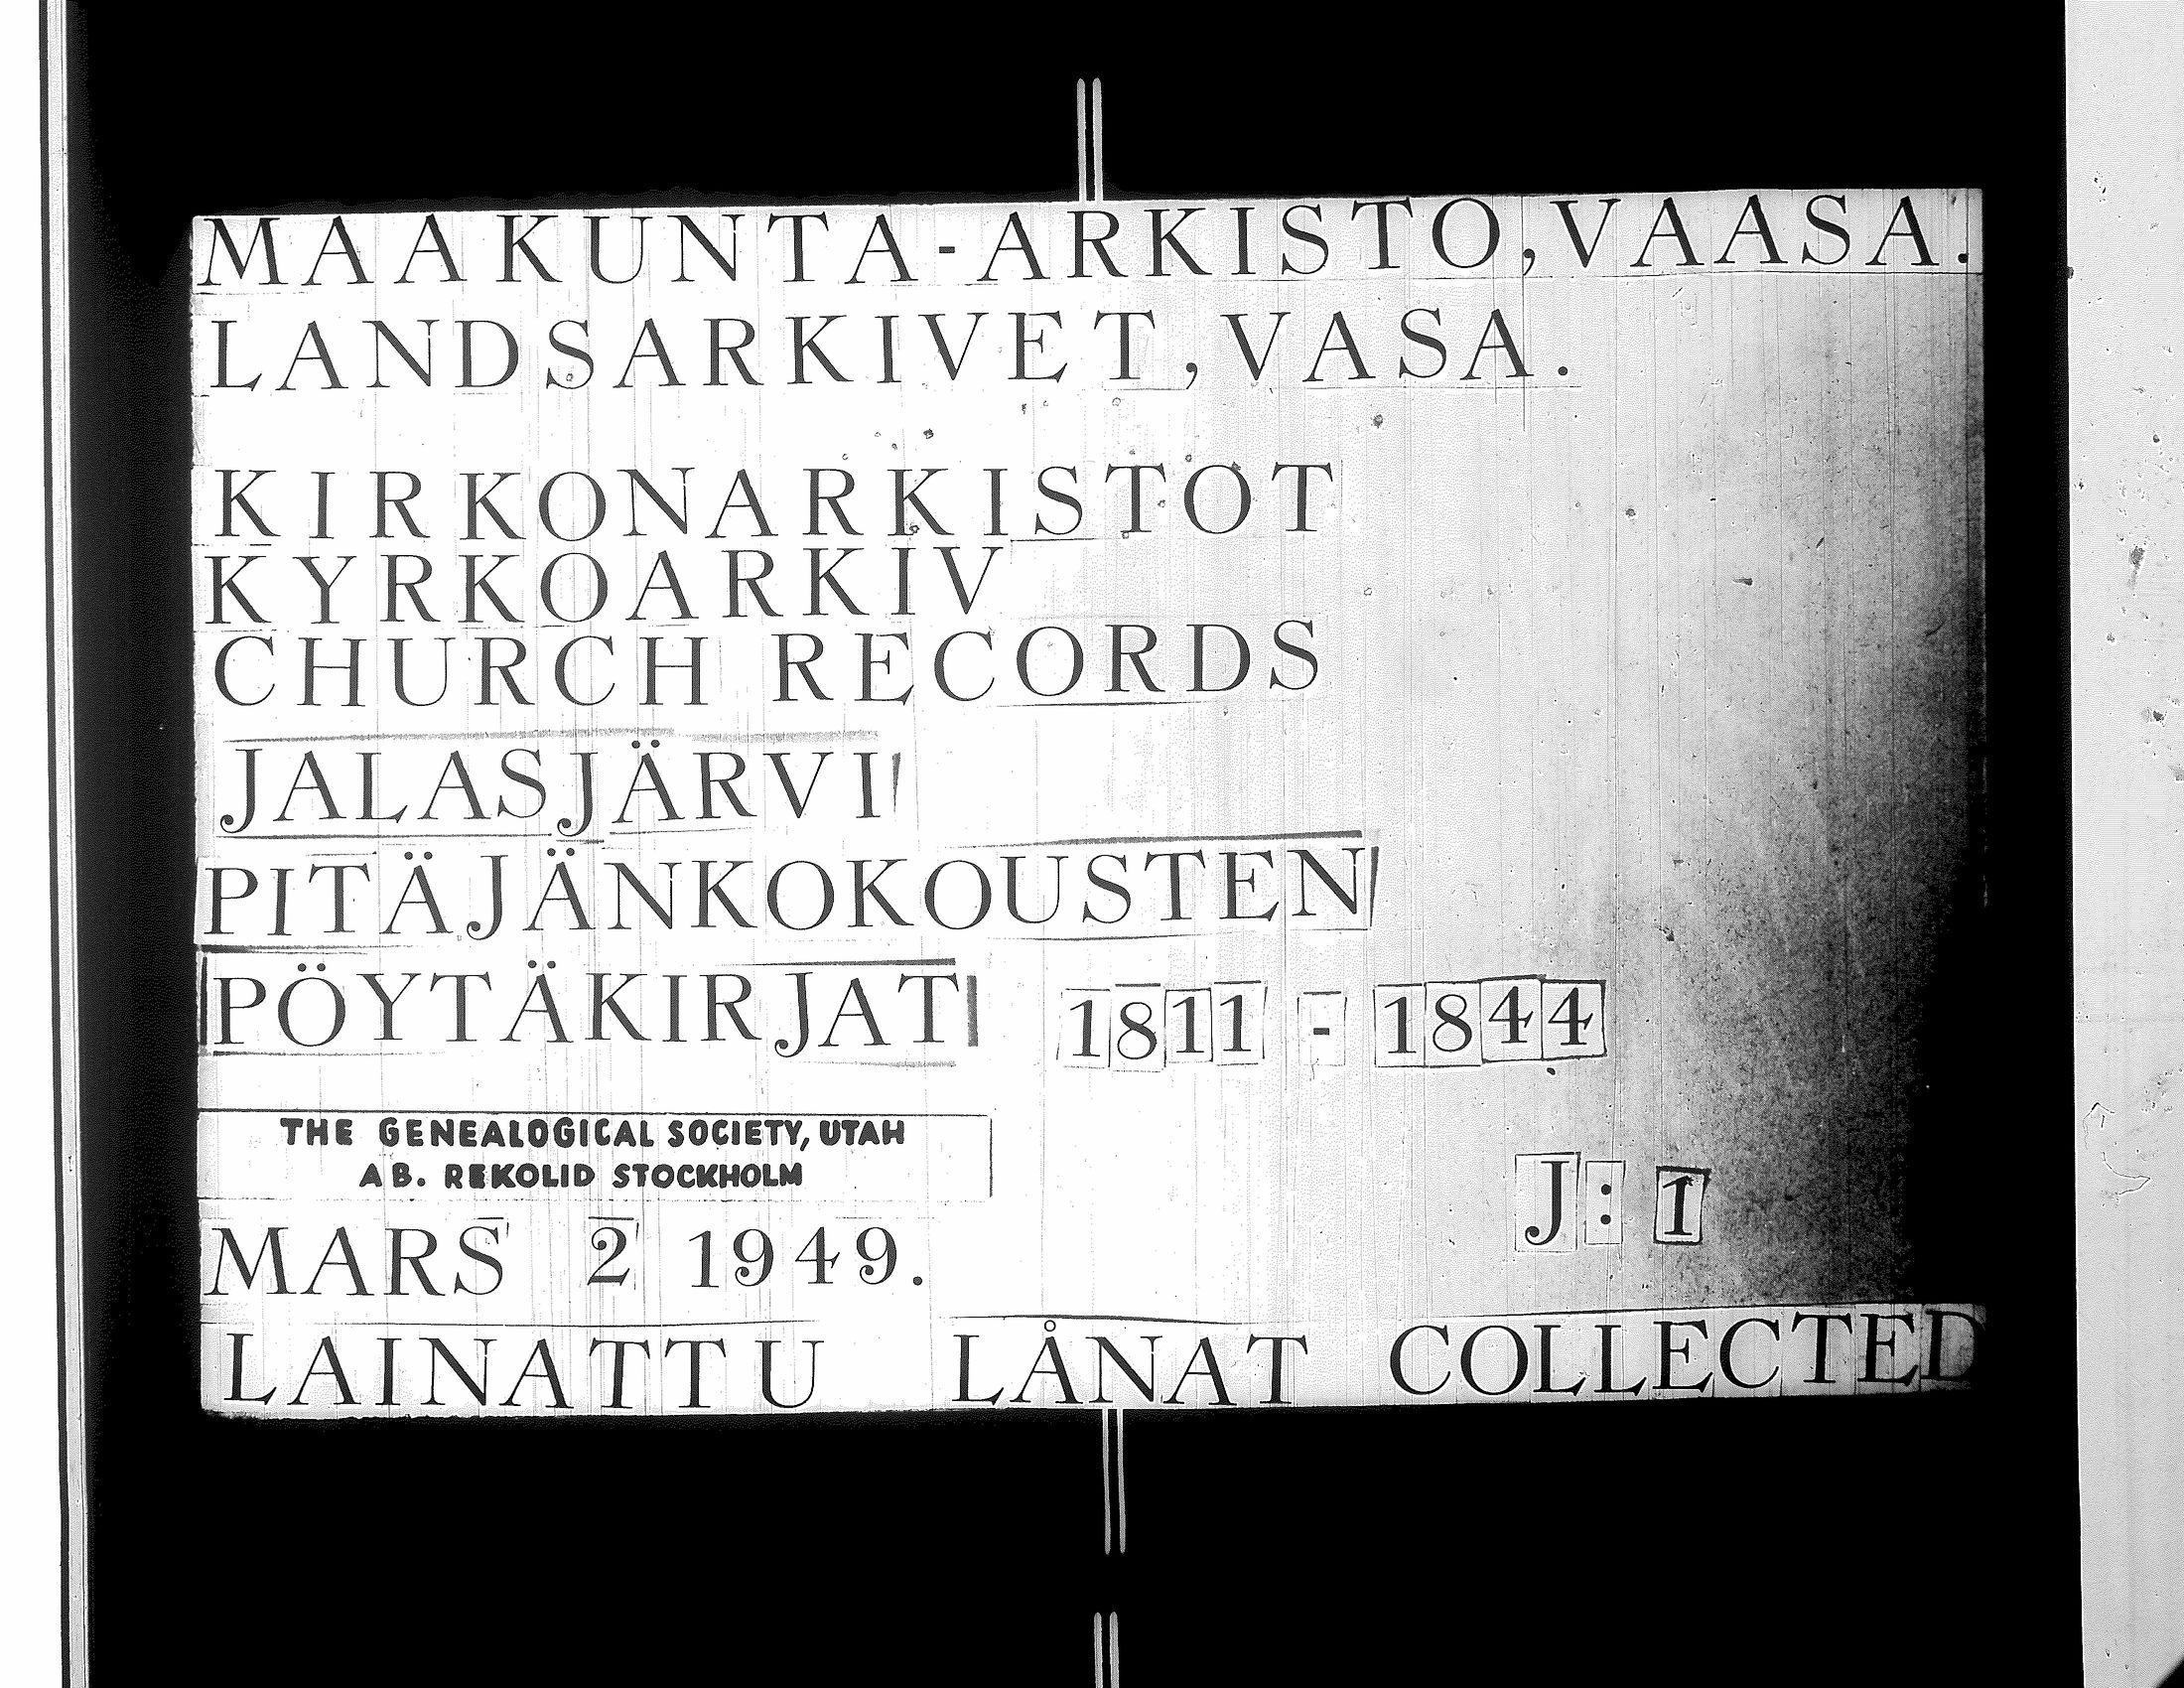 MAAKUNTA-ARKISTO, VAASA.
LANDSARKIVET, VASA.
KIRKONARKISTOT
KYRKOARKIV
CHURCH RECORDS
JALASJÄRVI
PITÄJÄNKOKOUSTEN
PÖYTÄKIRJAT 1811 - 1844
THE GENEALOGICAL SOCIETY, UTAH
AB. REKOLID STOCKHOLM
J: 1
MARS 2 1949.
LAINATTU LÅNAT COLLECTED